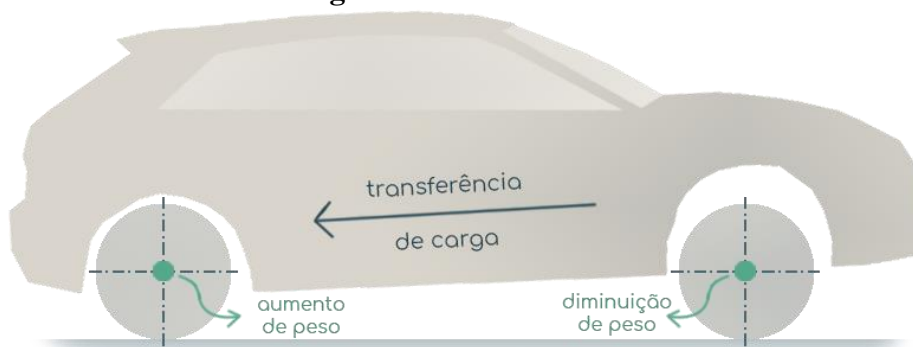 transferência
de carga
aumento
de peso
diminuição
de peso